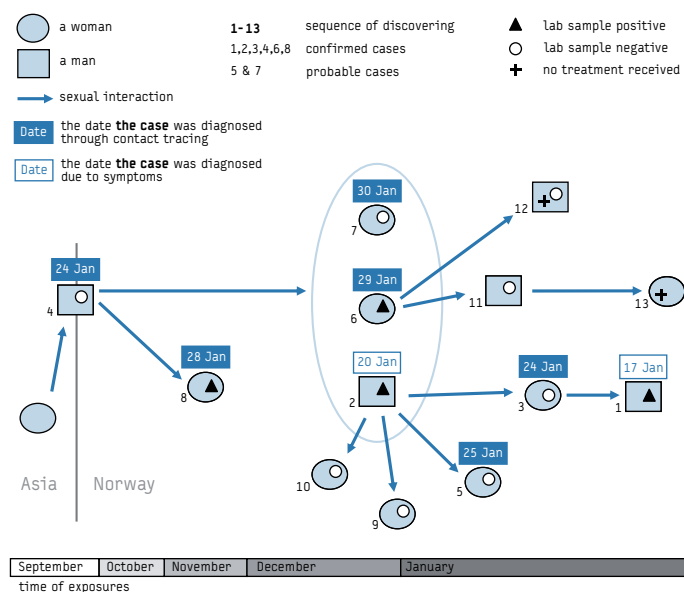 a woman
a man
sexual interaction
Date the date the case was diagnosed
through contact tracing
Date the date the case was diagnosed
due to symptoms
1-13 sequence of discovering
1,2,3,4,6,8 confirmed cases
5 & 7 probable cases
lab sample positive
lab sample negative
no treatment received
30 Jan
7
12
24 Jan
4
29 Jan
6
11
13
28 Jan
8
20 Jan
2
24 Jan
3
17 Jan
1
25 Jan
5
10
9
Asia Norway
September October November December January
time of exposures